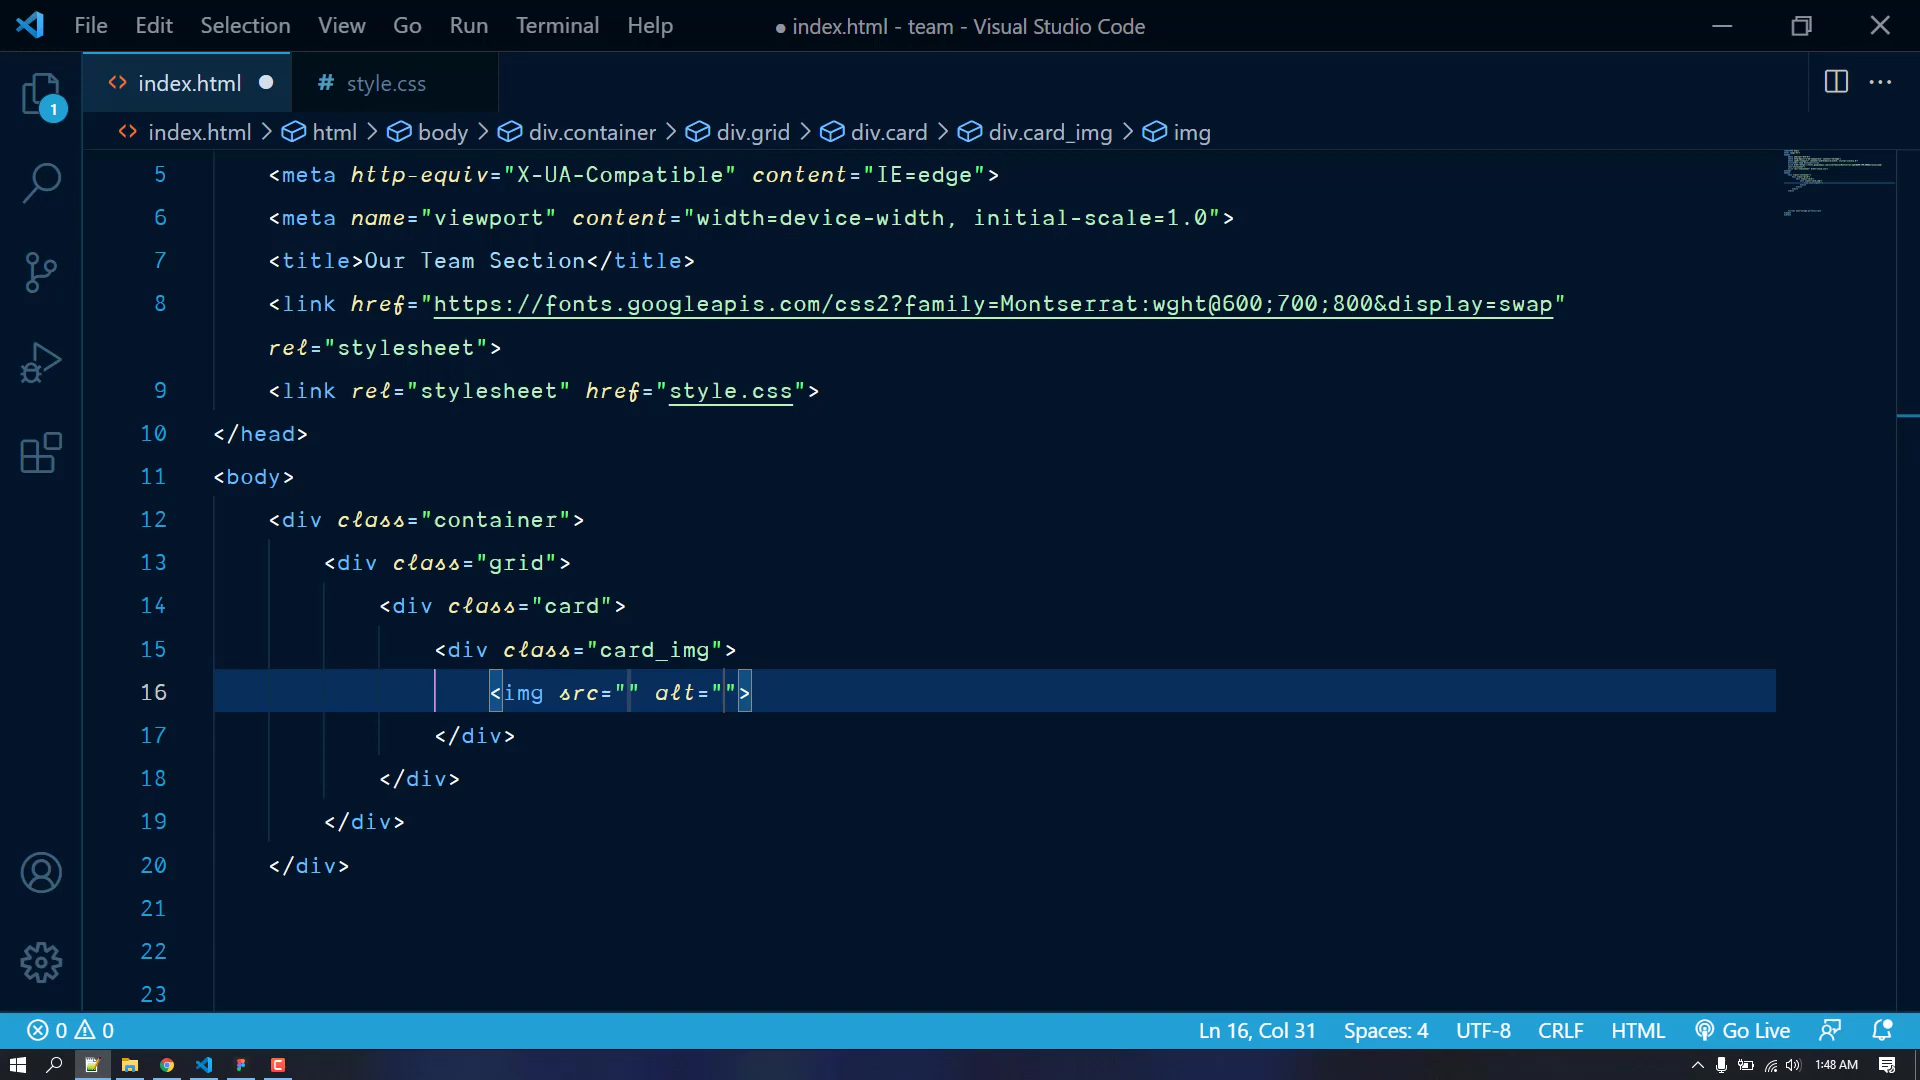 File Edit Selection View Go Run Terminal Help ● index.html - team - Visual Studio Code
<> index.html ● # style.css
1
<> index.html > html > body > div.container > div.grid > div.card > div.card_img > img
5 <meta http-equiv="X-UA-Compatible" content="IE=edge">
6 <meta name="viewport" content="width=device-width, initial-scale=1.0">
7 <title>Our Team Section</title>
8 <link href="https://fonts.googleapis.com/css2?family=Montserrat:wght@600;700;800&display=swap"
rel="stylesheet">
9 <link rel="stylesheet" href="style.css">
10 </head>
11 <body>
12 <div class="container">
13 <div class="grid">
14 <div class="card">
15 <div class="card_img">
16 <img src="" alt="">
17 </div>
18 </div>
19 </div>
20 </div>
21
22
23
0 0 Ln 16, Col 31 Spaces: 4 UTF-8 CRLF HTML Go Live
1:48 AM